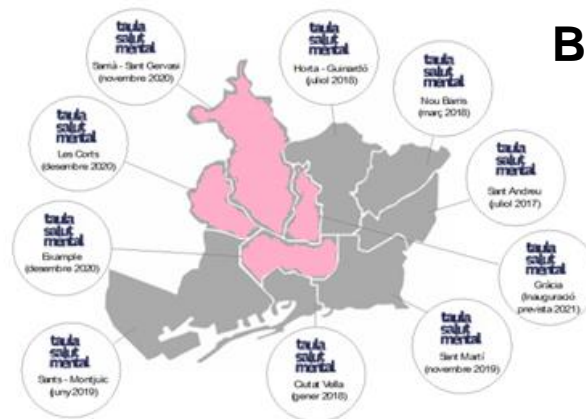 B
taula
salut
mental
Sarrià - Sant Gervasi
(novembre 2020)
taula
salut
mental
Horta - Guinardó
(juliol 2018)
taula
salut
mental
Nou Barris
(març 2018)
taula
salut
mental
Les Corts
(desembre 2020)
taula
salut
mental
Sant Andreu
(juliol 2017)
taula
salut
mental
Eixample
(desembre 2020)
taula
salut
mental
Gràcia
(Inauguració
prevista 2021)
taula
salut
mental
Sants - Montjuïc
(juny 2019)
taula
salut
mental
Ciutat Vella
(gener 2018)
taula
salut
mental
Sant Martí
(novembre 2019)